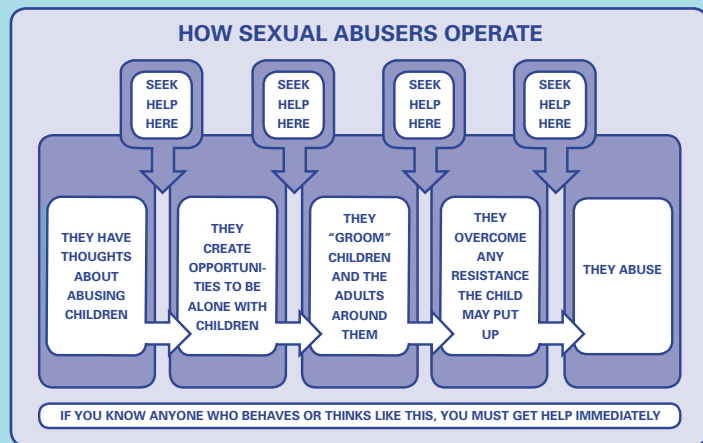 HOW SEXUAL ABUSERS OPERATE
SEEK
HELP
HERE
SEEK
HELP
HERE
SEEK
HELP
HERE
SEEK
HELP
HERE
THEY HAVE
THOUGHTS
ABOUT
ABUSING
CHILDREN
THEY
CREATE
OPPORTUNI-
TIES TO BE
ALONE WITH
CHILDREN
THEY
“GROOM”
CHILDREN
AND THE
ADULTS
AROUND
THEM
THEY
OVERCOME
ANY
RESISTANCE
THE CHILD
MAY PUT
UP
THEY ABUSE
IF YOU KNOW ANYONE WHO BEHAVES OR THINKS LIKE THIS, YOU MUST GET HELP IMMEDIATELY